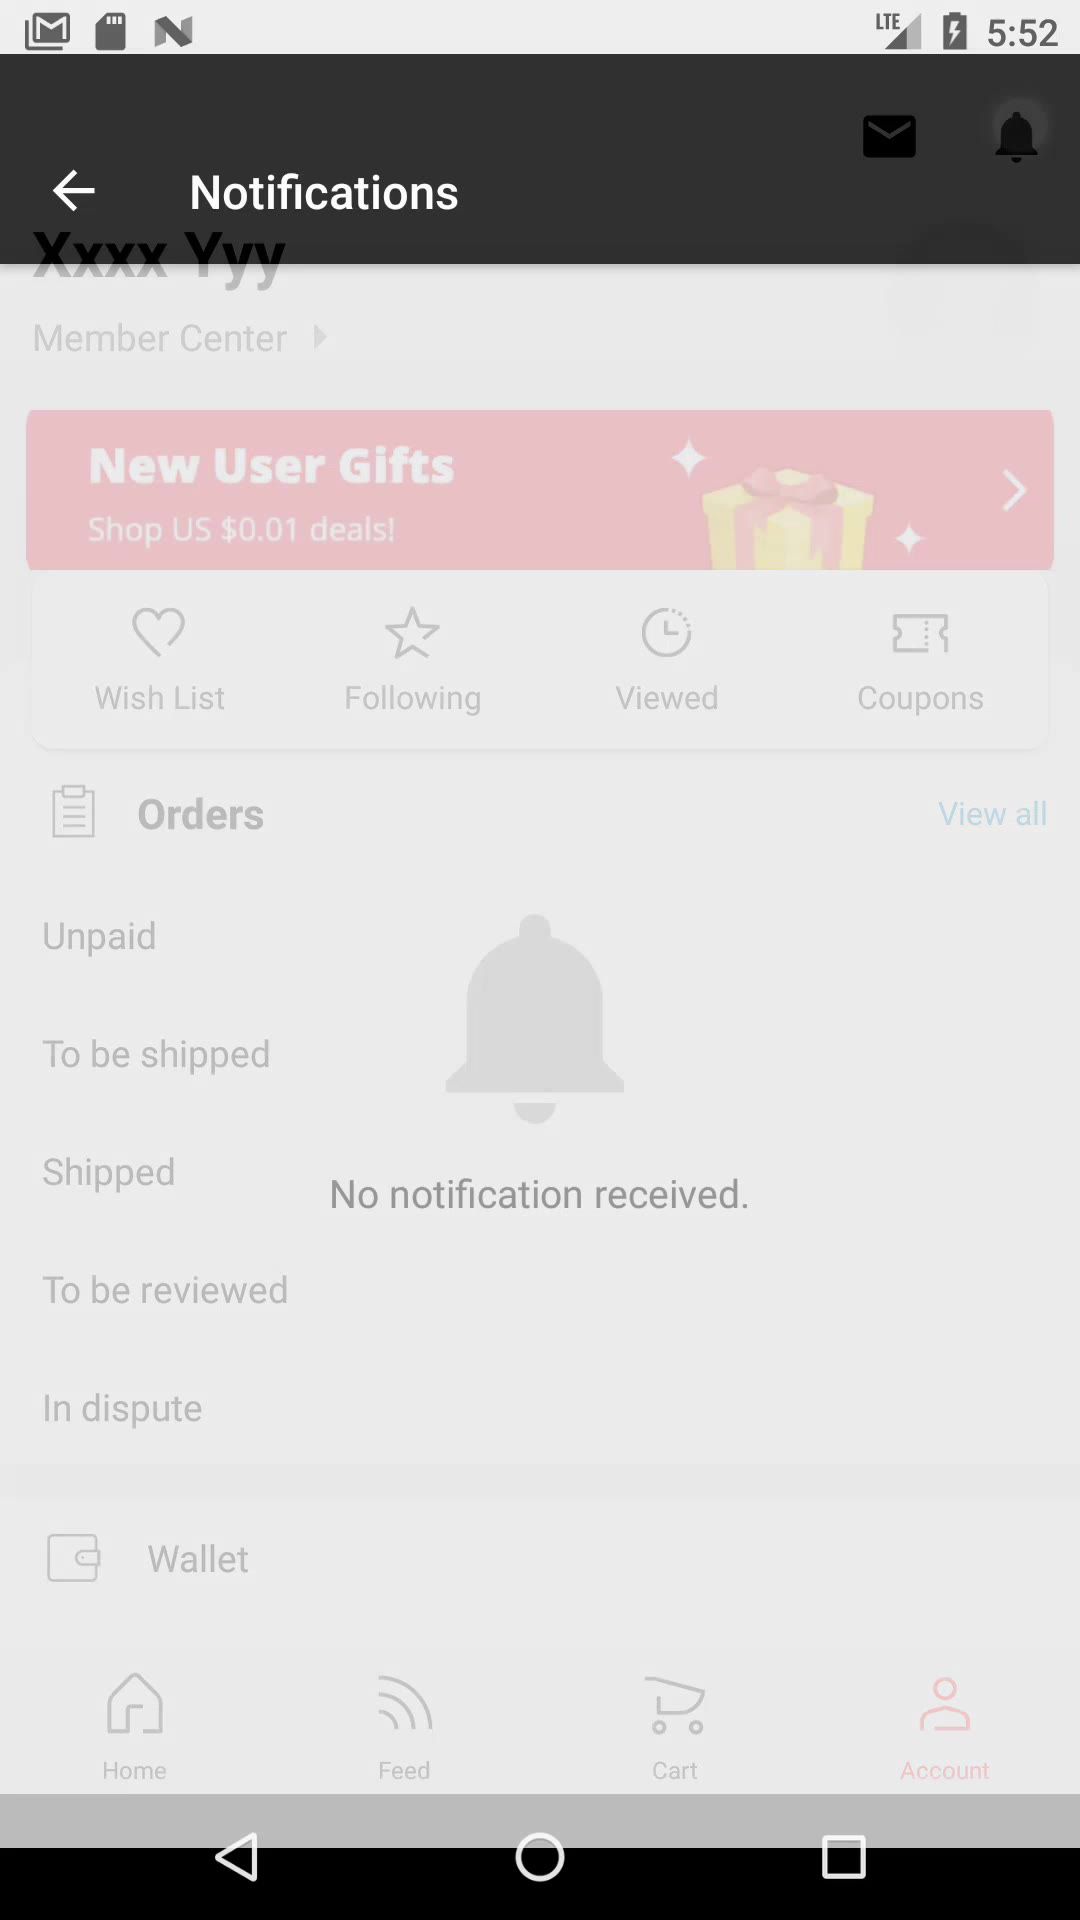 LTE 5:52
Notifications
Xxxx Yyy
Member Center
New User Gifts
Shop US $0.01 deals!
Wish List Following Viewed Coupons
Orders View all
Unpaid
To be shipped
Shipped
No notification received.
To be reviewed
In dispute
Wallet
Home Feed Cart Account